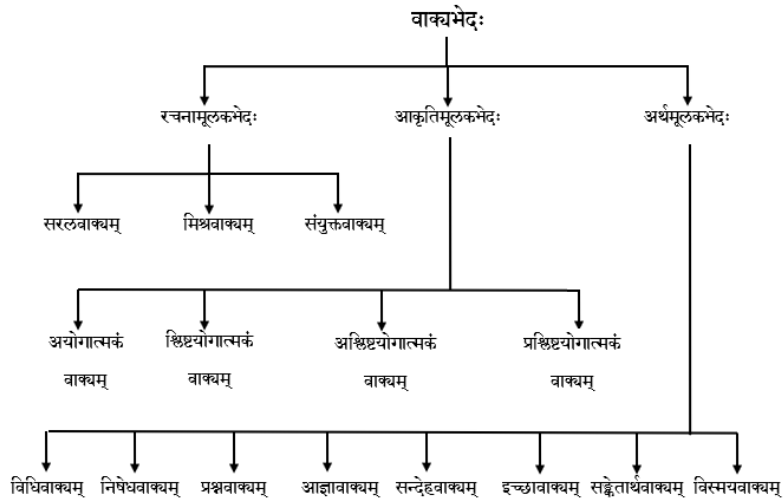 वाक्यभेदः
रचनामूलकभेदः आकृतिमूलकभेदः अर्थमूलकभेदः
सरलवाक्यम् मिश्रवाक्यम् संयुक्तवाक्यम्
अयोगात्मकं श्लिष्टयोगात्मकं अश्लिष्टयोगात्मकं प्रश्लिष्टयोगात्मकं
वाक्यम् वाक्यम् वाक्यम् वाक्यम्
विधिवाक्यम् निषेधवाक्यम् प्रश्नवाक्यम् आज्ञावाक्यम् सन्देहवाक्यम् इच्छावाक्यम् सङ्केतार्थवाक्यम् विस्मयवाक्यम्